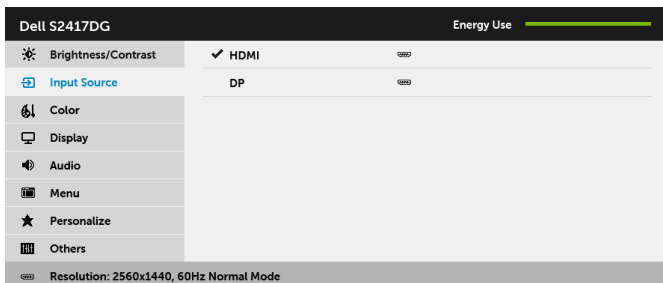 Dell S2417DG Energy Use
Brightness/Contrast HDMI
Input Source DP
Color
Display
Audio
Menu
Personalize
Others
Resolution: 2560x1440, 60Hz Normal Mode